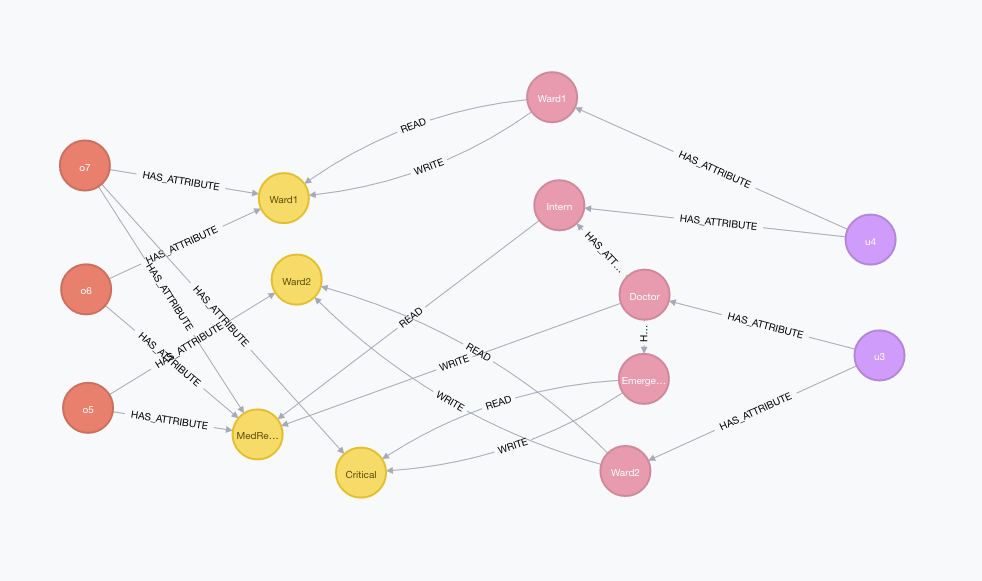 Ward1
READ
WRITE
o7
HAS_ATTRIBUTE
Ward1
HAS_ATTRIBUTE
Intern
HAS_ATTRIBUTE
u4
HAS_ATTRIBUTE
HAS_ATT...
o6
HAS_ATTRIBUTE
HAS_ATTRIBUTE
Ward2
Doctor
READ
HAS_ATTRIBUTE
HAS_ATTRIBUTE
HAS_ATTRIBUTE
H...
READ
WRITE
u3
Emerge...
o5
HAS_ATTRIBUTE
WRITE
READ
HAS_ATTRIBUTE
MedRe...
WRITE
Critical
Ward2